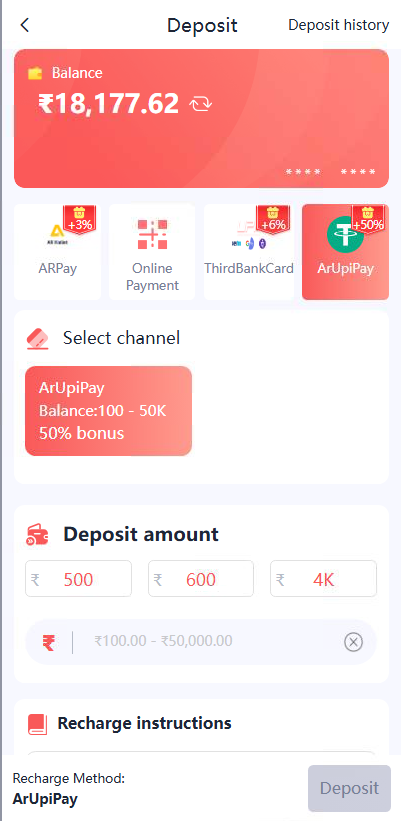 Deposit
Deposit history
Balance
₹18,177.62
**** ****
+3%
+6%
+50%
ARPay
Online
Payment
ThirdBankCard
ArUpiPay
Select channel
ArUpiPay
Balance:100 - 50K
50% bonus
Deposit amount
₹ 500
₹ 600
₹ 4K
₹ ₹100.00 - ₹50,000.00
Recharge instructions
Recharge Method:
ArUpiPay
Deposit